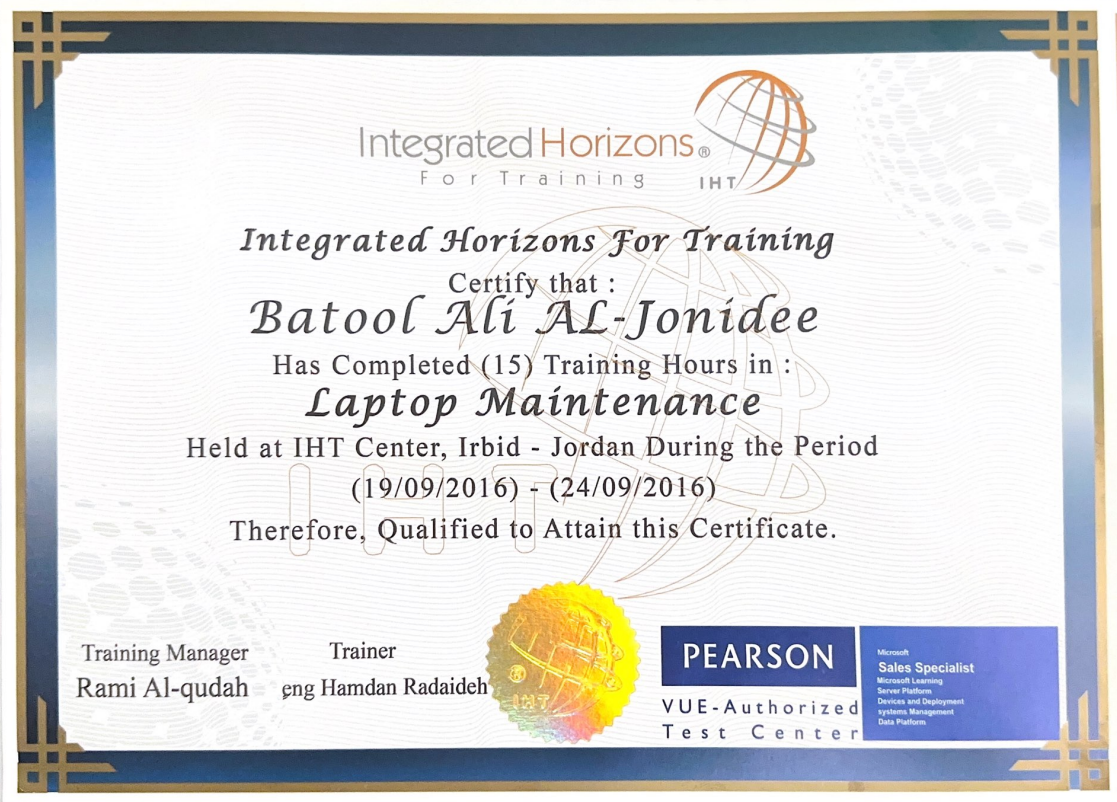 Integrated Horizons®
For Training
IHT
Integrated Horizons For Training
Certify that :
Batool Ali AL-Jonidee
Has Completed (15) Training Hours in :
Laptop Maintenance
Held at IHT Center, Irbid - Jordan During the Period
(19/09/2016) - (24/09/2016)
Therefore, Qualified to Attain this Certificate.
IHT
Training Manager
Rami Al-qudah
Trainer
eng Hamdan Radaideh
®
IHT
PEARSON
VUE-Authorized
Test Center
Microsoft
Sales Specialist
Microsoft Learning
Server Platform
Devices and Deployment
systems Management
Data Platform